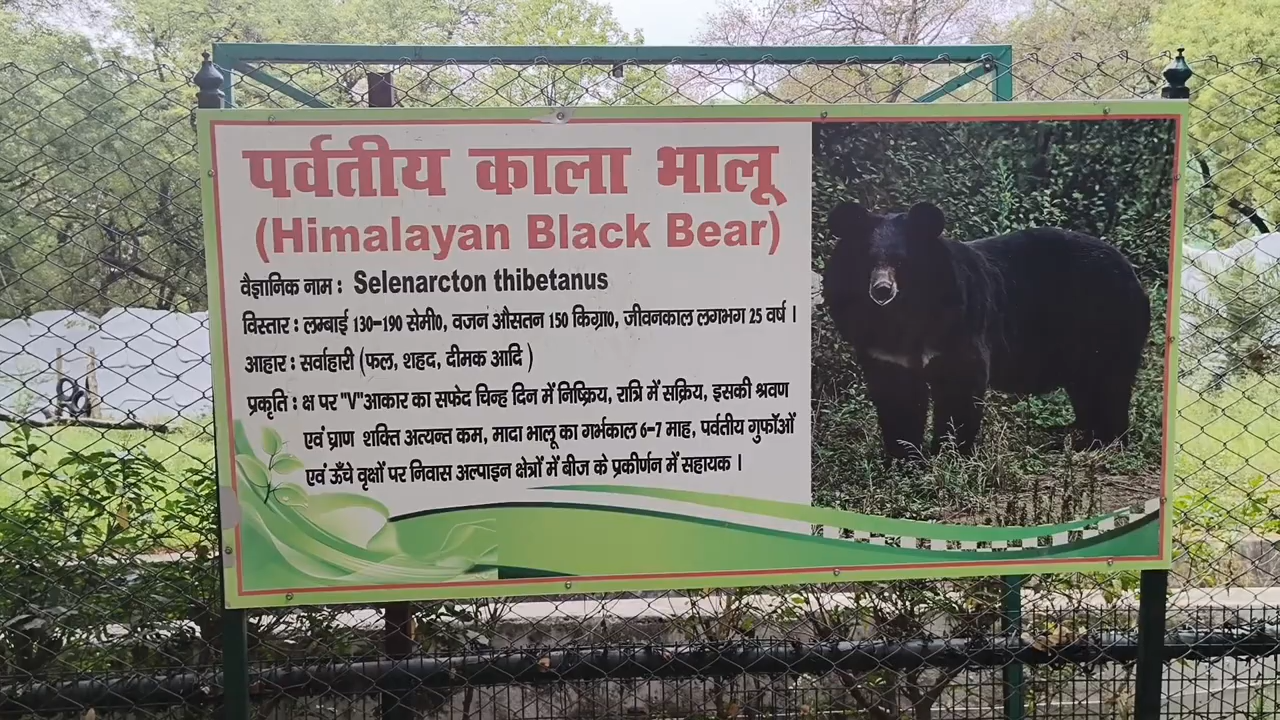 पर्वतीय काला भालू
(Himalayan Black Bear)
वैज्ञानिक नाम : Selenarcton thibetanus
विस्तार : लम्बाई 130-190 सेमी0, वजन औसतन 150 किग्रा0, जीवनकाल लगभग 25 वर्ष ।
आहार : सर्वाहारी (फल, शहद, दीमक आदि )
प्रकृति : क्ष पर "V"आकार का सफेद चिन्ह दिन में निष्क्रिय, रात्रि में सक्रिय, इसकी श्रवण
एवं घ्राण शक्ति अत्यन्त कम, मादा भालू का गर्भकाल 6-7 माह, पर्वतीय गुफॉओं
एवं ऊँचे वृक्षों पर निवास अल्पाइन क्षेत्रों में बीज के प्रकीर्णन में सहायक ।